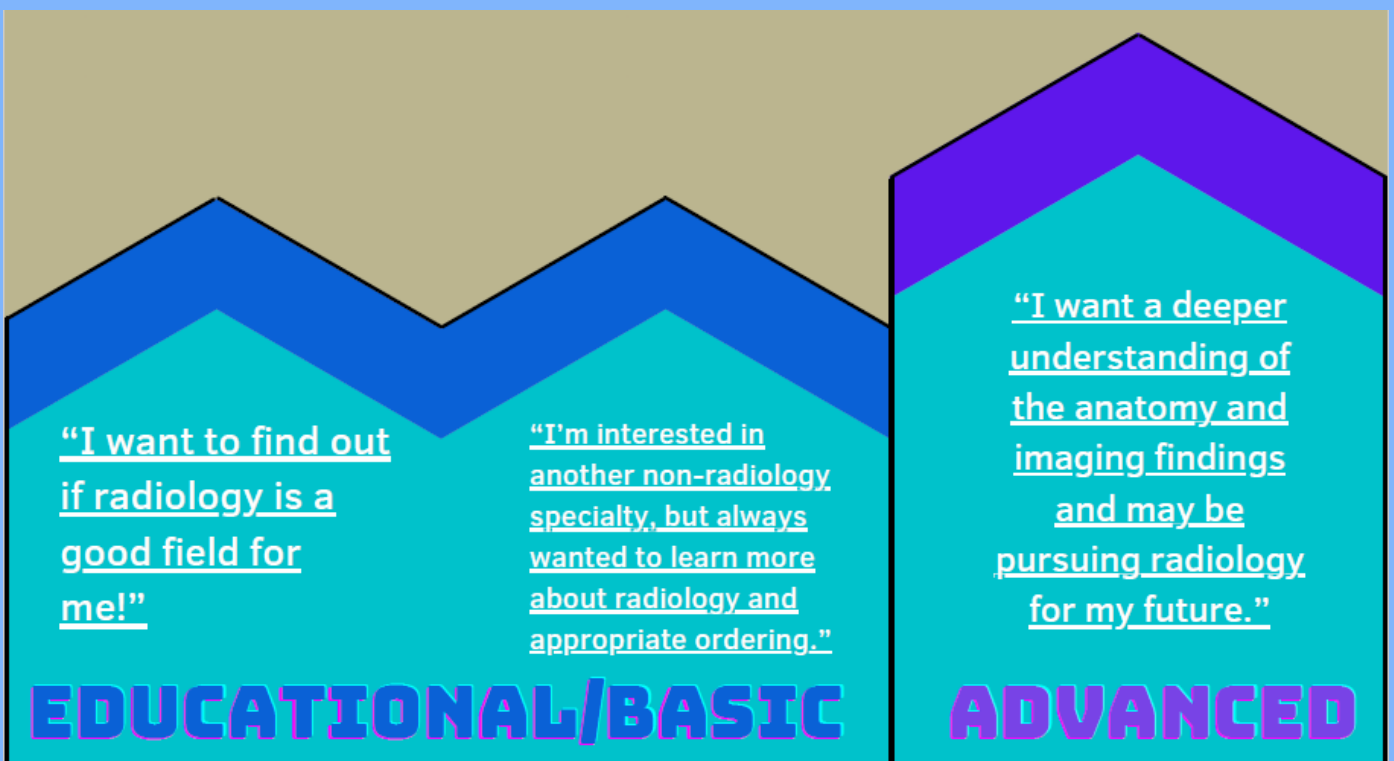 “I want to find out
if radiology is a
good field for
me!”
“I’m interested in
another non-radiology
specialty, but always
wanted to learn more
about radiology and
appropriate ordering.”
EDUCATIONAL/BASIC
“I want a deeper
understanding of
the anatomy and
imaging findings
and may be
pursuing radiology
for my future.”
ADVANCED